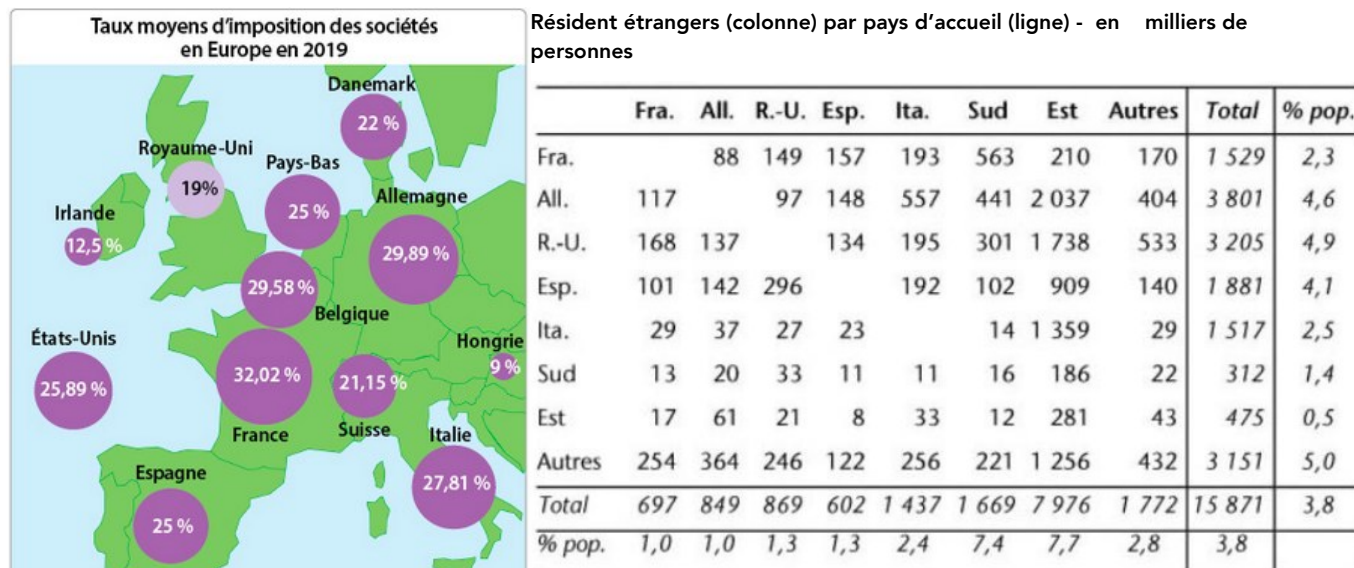 Taux moyens d'imposition des sociétés
en Europe en 2019
Danemark
22 %
Royaume-Uni
19%
Pays-Bas
25 %
Allemagne
29,89 %
Irlande
12,5 %
29,58 %
Belgique
États-Unis
25,89 %
Hongrie
9 %
32,02 %
France
21,15 %
Suisse
Italie
27,81 %
Espagne
25 %
Résident étrangers (colonne) par pays d'accueil (ligne) - en milliers de
personnes
Fra. All. R.-U. Esp. Ita. Sud Est Autres Total % pop.
Fra. 88 149 157 193 563 210 170 1 529 2,3
All. 117 97 148 557 441 2 037 404 3 801 4,6
R.-U. 168 137 134 195 301 1 738 533 3 205 4,9
Esp. 101 142 296 192 102 909 140 1 881 4,1
Ita. 29 37 27 23 14 1 359 29 1 517 2,5
Sud 13 20 33 11 11 16 186 22 312 1,4
Est 17 61 21 8 33 12 281 43 475 0,5
Autres 254 364 246 122 256 221 1 256 432 3 151 5,0
Total 697 849 869 602 1 437 1 669 7 976 1 772 15 871 3,8
% pop. 1,0 1,0 1,3 1,3 2,4 7,4 7,7 2,8 3,8